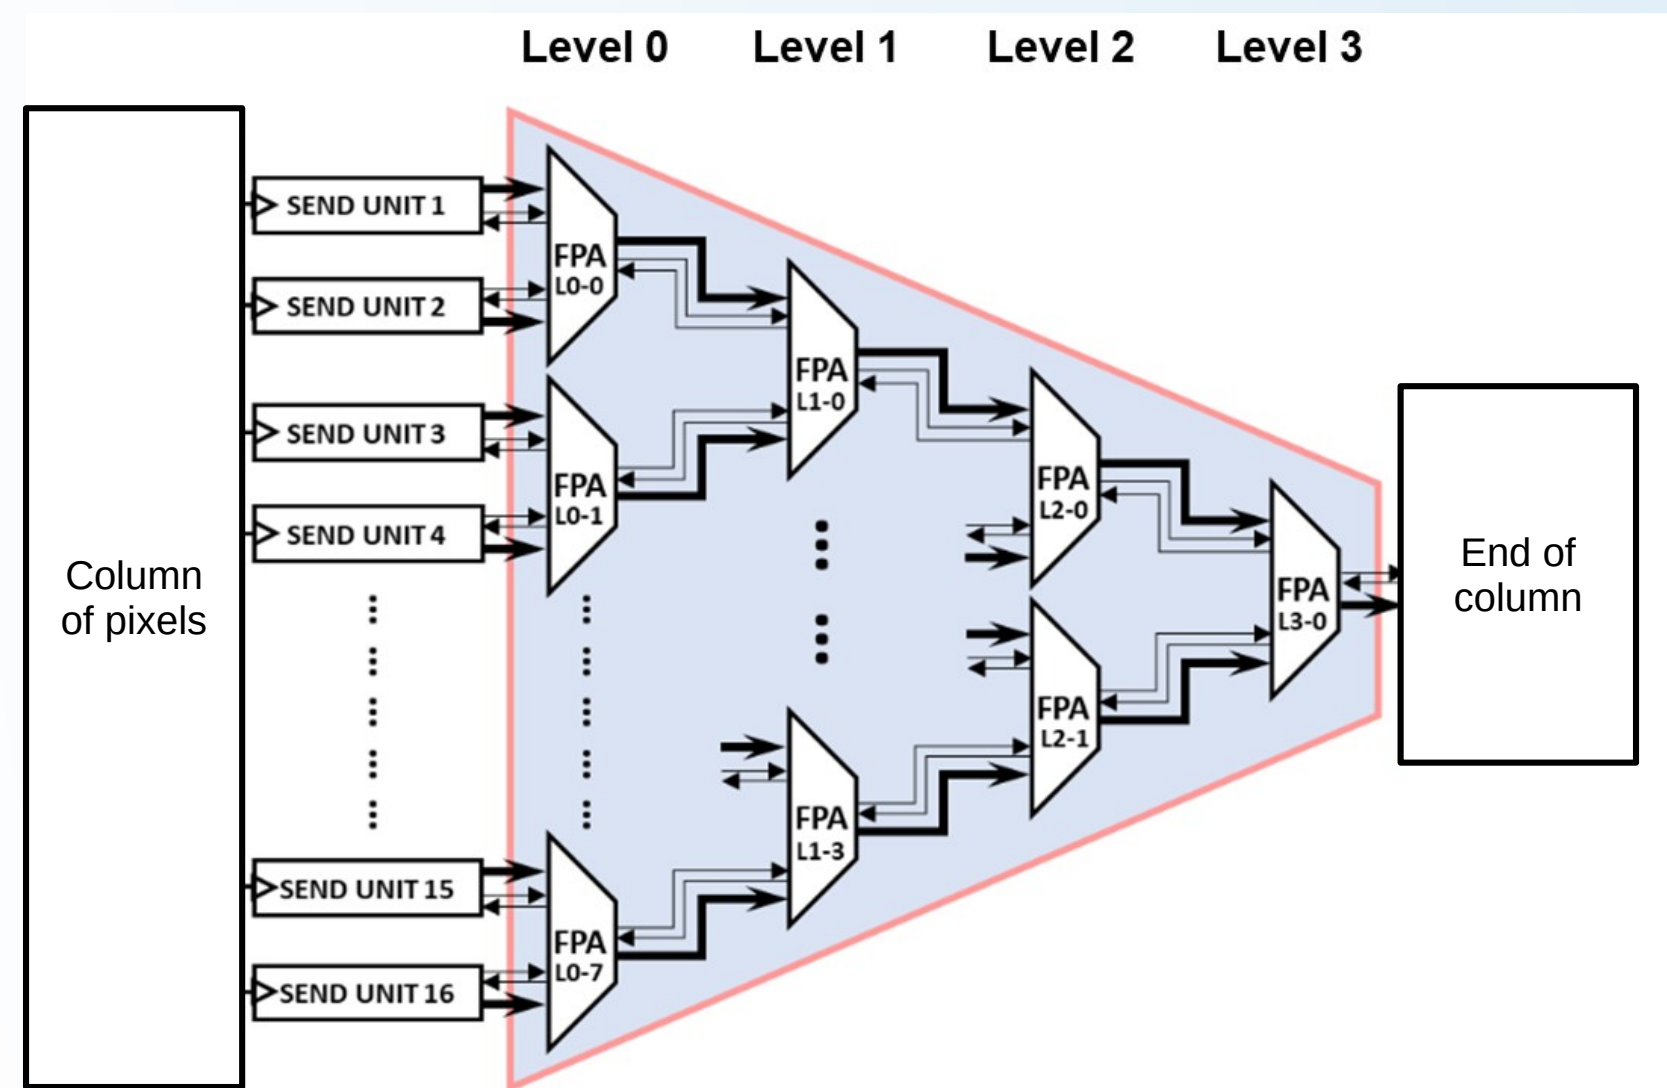 Level 0
Level 1
Level 2
Level 3
Column
of pixels
SEND UNIT 1
SEND UNIT 2
SEND UNIT 3
SEND UNIT 4
SEND UNIT 15
SEND UNIT 16
FPA
L0-0
FPA
L0-1
FPA
L0-7
FPA
L1-0
FPA
L1-3
FPA
L2-0
FPA
L2-1
FPA
L3-0
End of
column